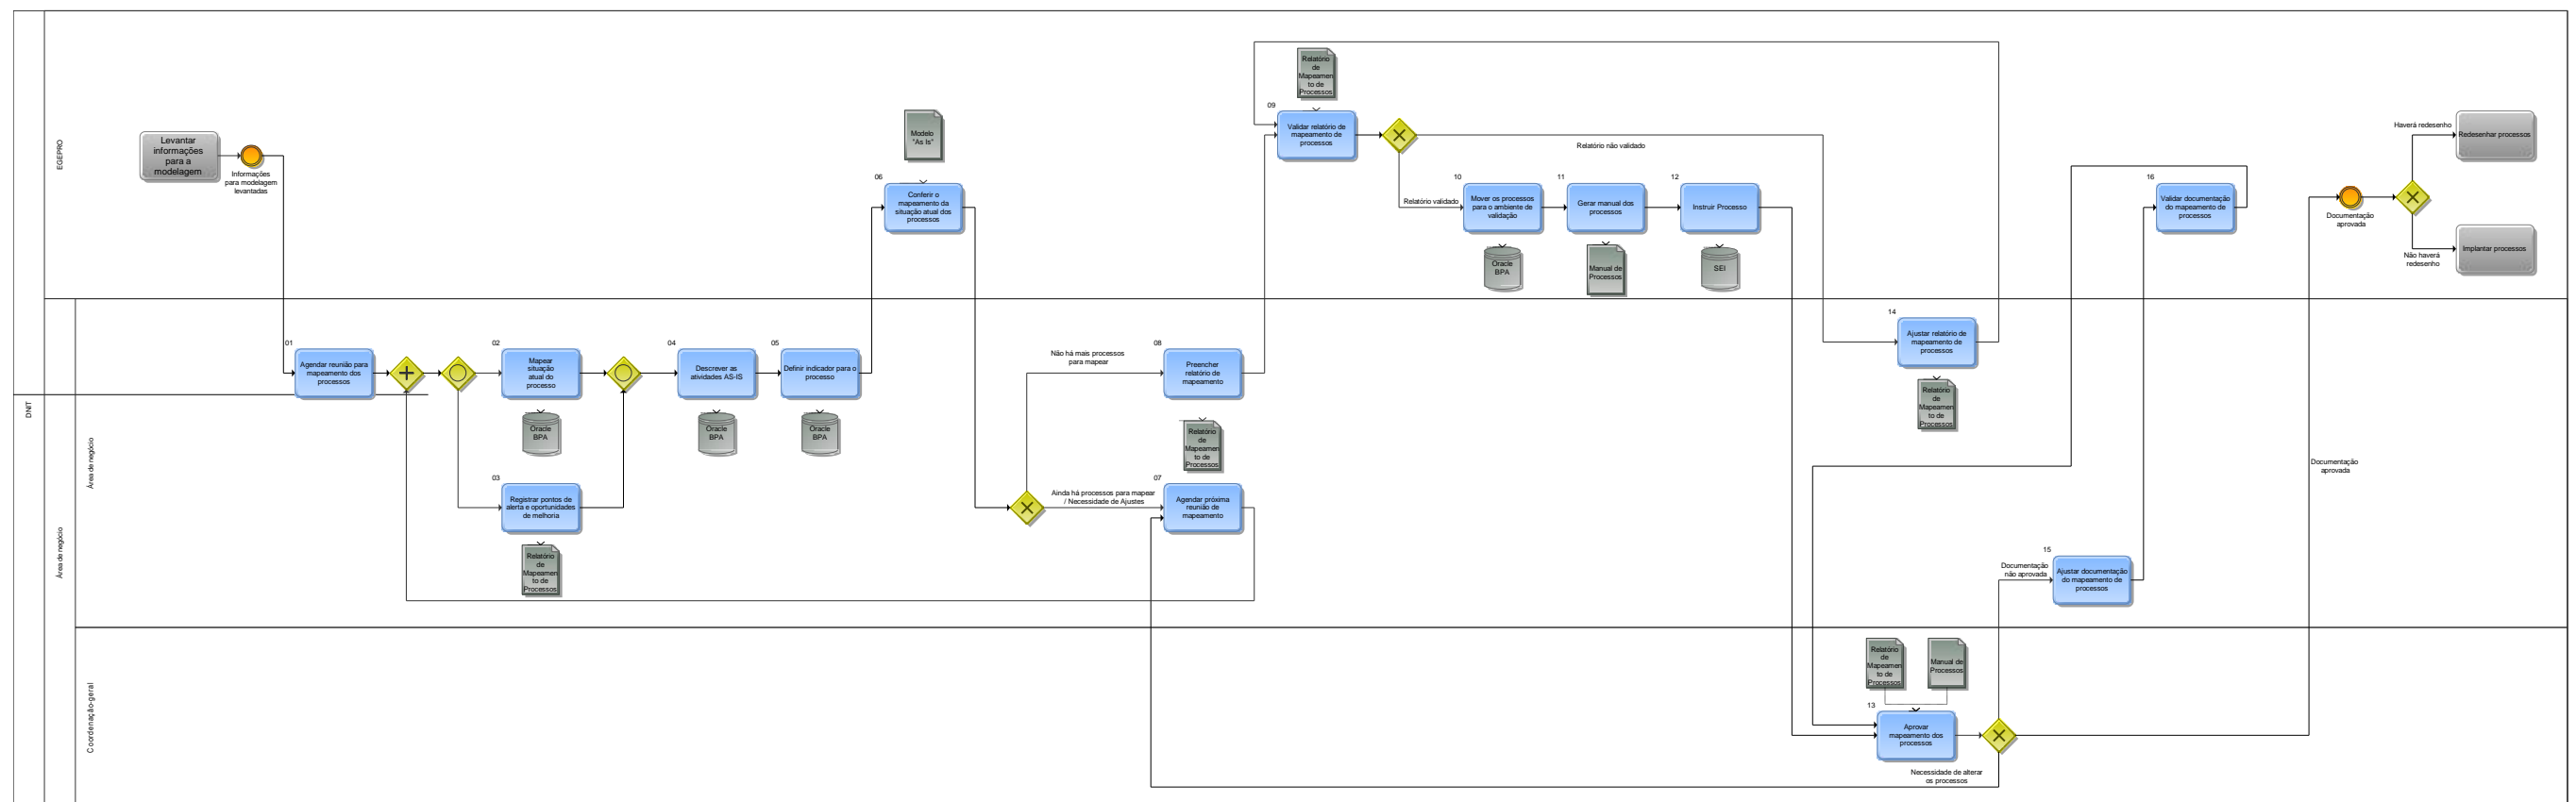 DNIT
EGEPRO
Levantar
informações
para a
modelagem
Informações
para modelagem
levantadas
Modelo
"As Is"
06
Conferir o
mapeamento da
situação atual dos
processos
Relatório
de
Mapeamen
to de
Processos
09
Validar relatório de
mapeamento de
processos
Relatório não validado
Relatório validado
10
Mover os processos
para o ambiente de
validação
Oracle
BPA
11
Gerar manual dos
processos
Manual de
Processos
12
Instruir Processo
SEI
16
Validar documentação
do mapeamento de
processos
Documentação
aprovada
Haverá redesenho
Redesenhar processos
Não haverá
redesenho
Implantar processos
Área de negócio
Área de negócio
01
Agendar reunião para
mapeamento dos
processos
02
Mapear
situação
atual do
processo
Oracle
BPA
03
Registrar pontos de
alerta e oportunidades
de melhoria
Relatório
de
Mapeamen
to de
Processos
04
Descrever as
atividades AS-IS
Oracle
BPA
05
Definir indicador para o
processo
Oracle
BPA
Não há mais processos
para mapear
08
Preencher
relatório de
mapeamento
Relatório
de
Mapeamen
to de
Processos
Ainda há processos para mapear
/ Necessidade de Ajustes
07
Agendar próxima
reunião de
mapeamento
14
Ajustar relatório de
mapeamento de
processos
Relatório
de
Mapeamen
to de
Processos
Documentação
aprovada
Documentação
não aprovada
15
Ajustar documentação
do mapeamento de
processos
Coordenação-geral
Relatório
de
Mapeamen
to de
Processos
Manual de
Processos
13
Aprovar
mapeamento dos
processos
Necessidade de alterar
os processos